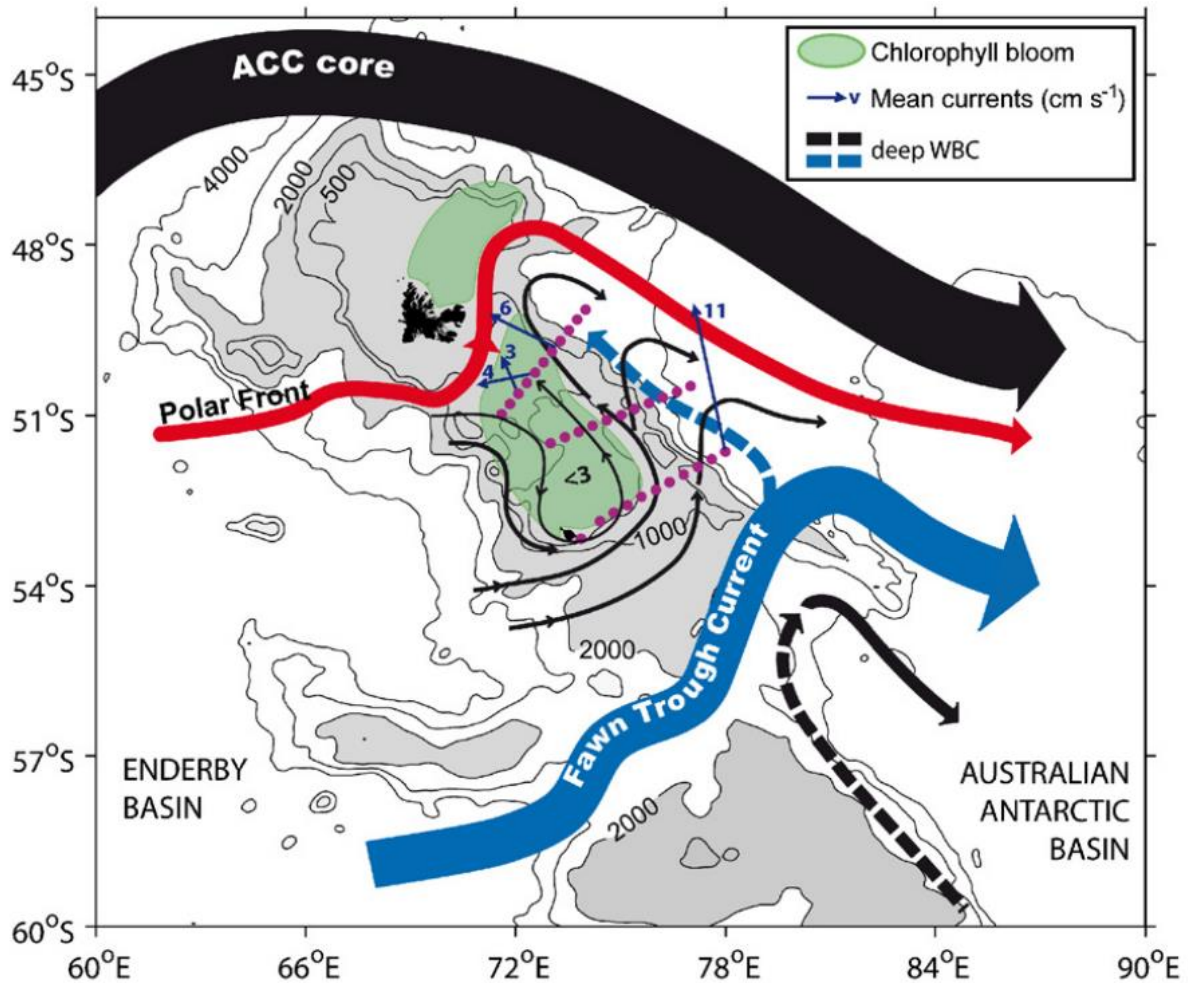 ACC core
Chlorophyll bloom
v Mean currents (cm s⁻¹)
deep WBC
45°S
4000
2000
500
48°S
6
11
3
4
Polar Front
51°S
<3
1000
54°S
2000
Fawn Trough Current
57°S
ENDERBY
BASIN
AUSTRALIAN
ANTARCTIC
BASIN
2000
60°S
60°E
66°E
72°E
78°E
84°E
90°E